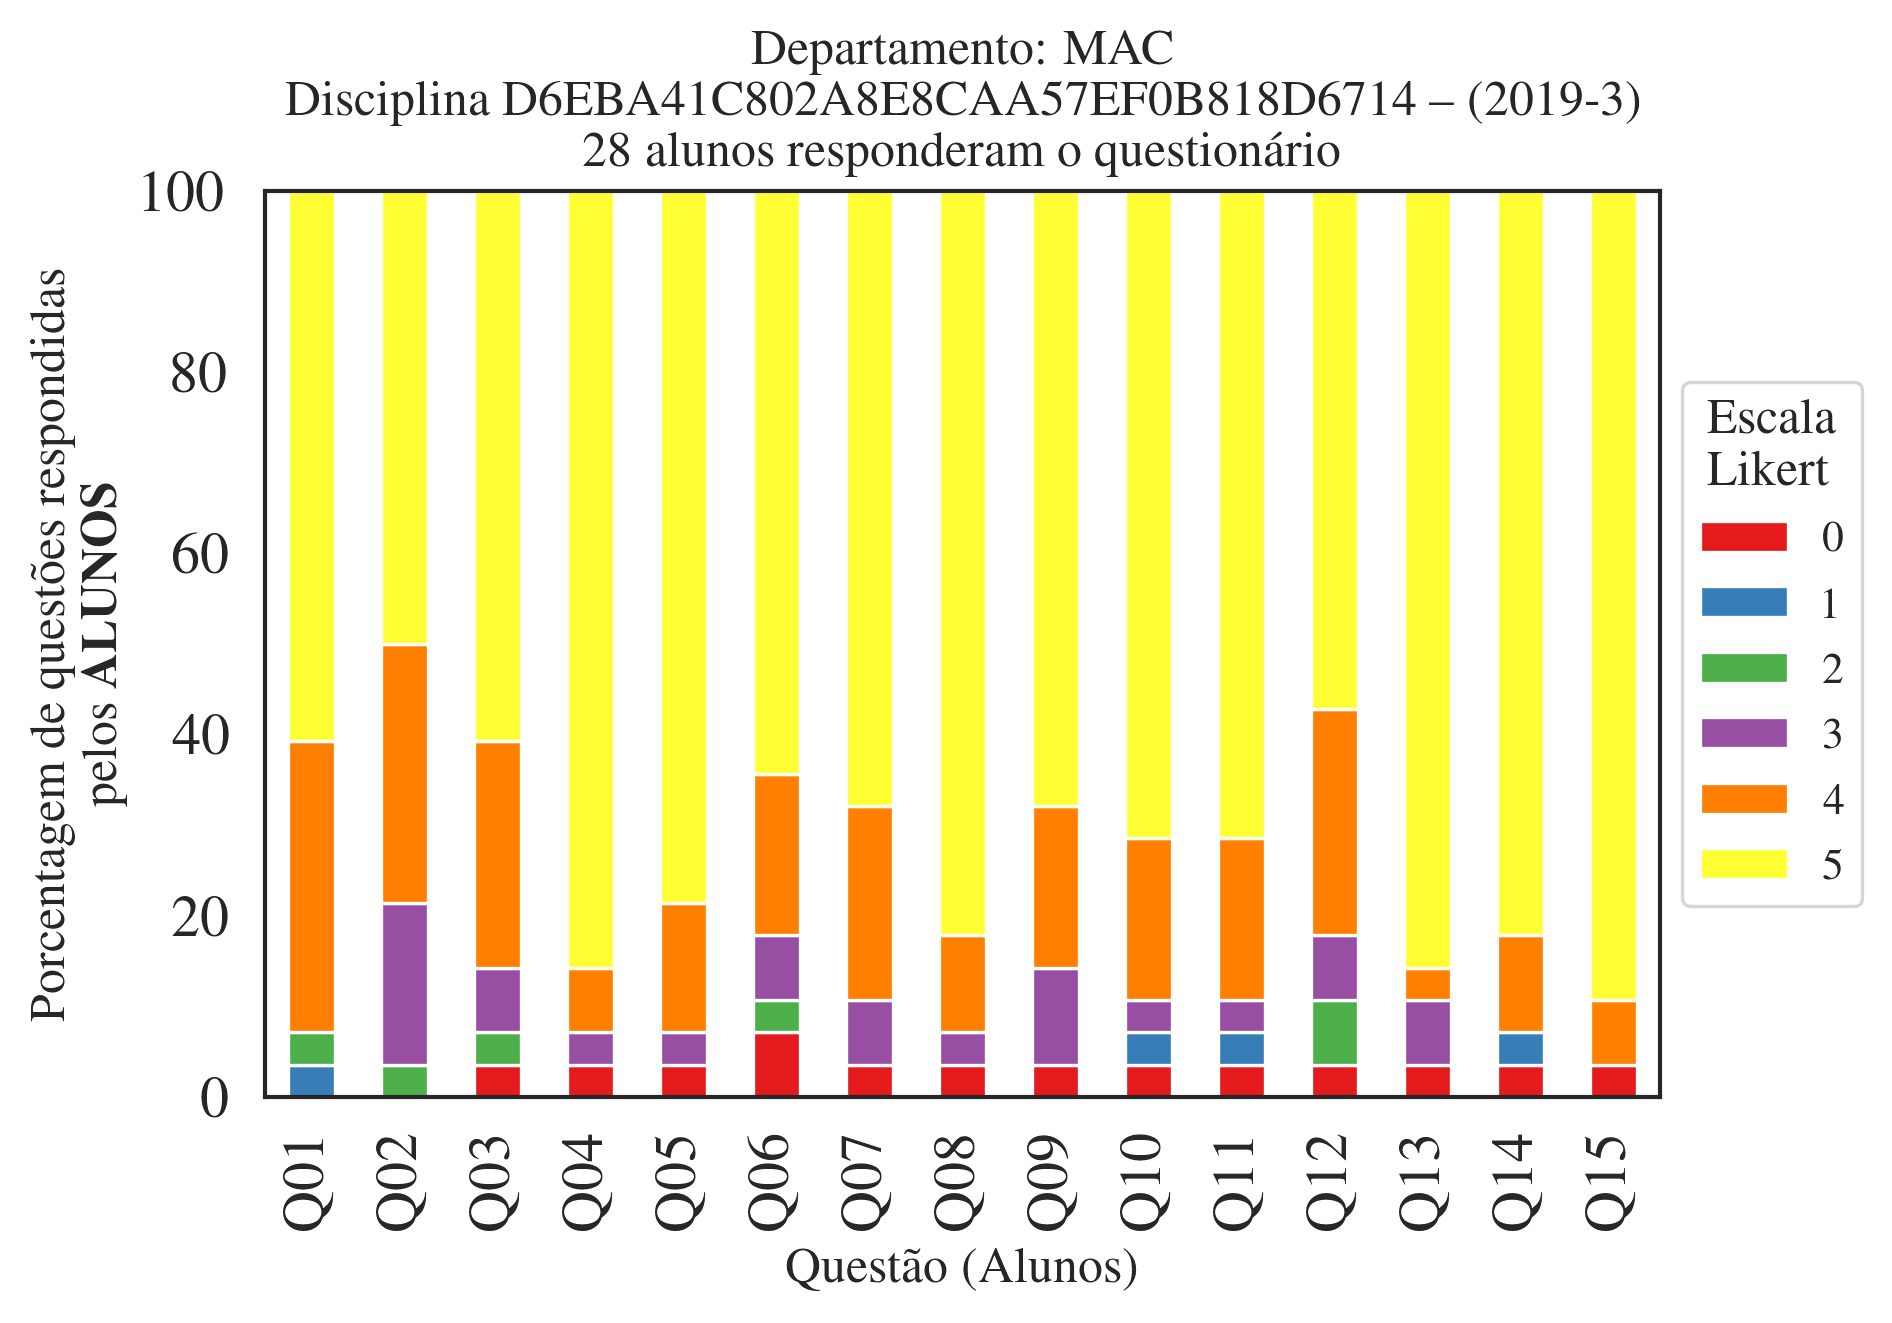 Departamento: MAC
Disciplina D6EBA41C802A8E8CAA57EF0B818D6714 – (2019-3)
28 alunos responderam o questionário
100
80
60
40
20
0
Porcentagem de questões respondidas
pelos ALUNOS
Q01
Q02
Q03
Q04
Q05
Q06
Q07
Q08
Q09
Q10
Q11
Q12
Q13
Q14
Q15
Questão (Alunos)
Escala
Likert
0
1
2
3
4
5